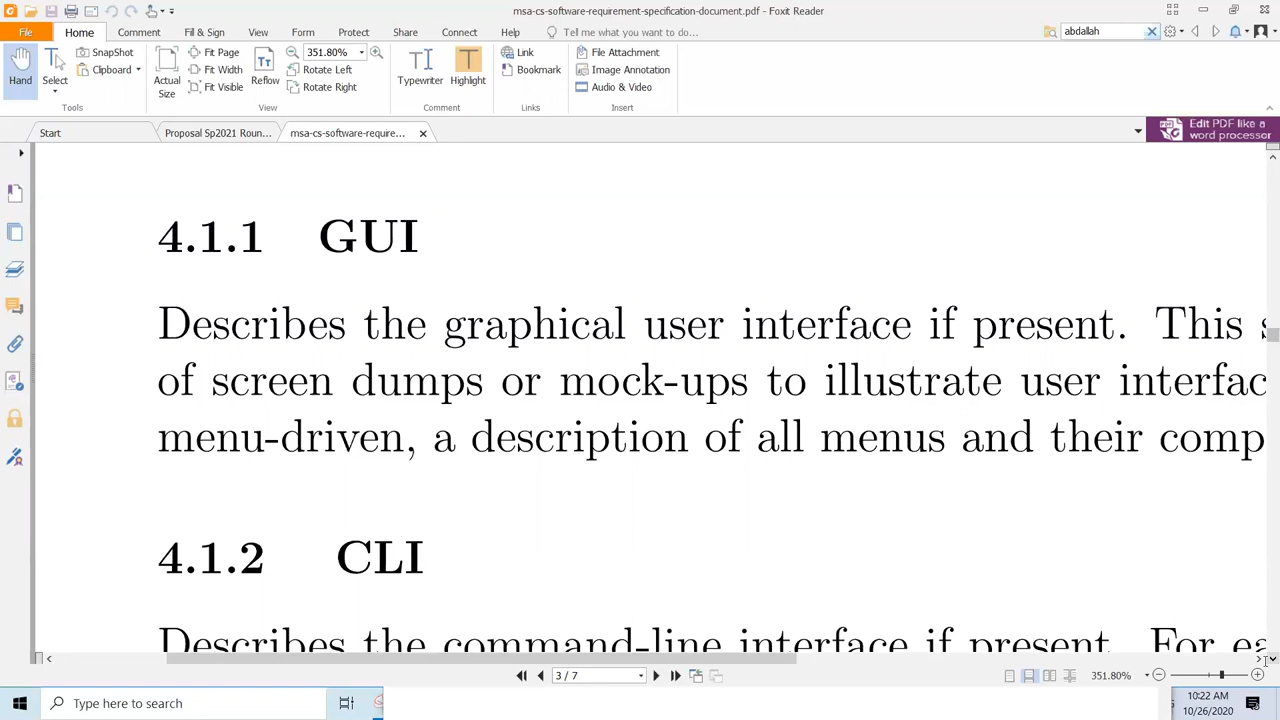 msa-cs-software-requirement-specification-document.pdf - Foxit Reader
File Home Comment Fill & Sign View Form Protect Share Connect Help Tell me what you want to do... abdallah
Hand
Select
SnapShot
Clipboard
Tools
Actual Size
Fit Page
Fit Width
Fit Visible
Reflow
351.80%
Rotate Left
Rotate Right
View
Typewriter
Highlight
Comment
Link
Bookmark
Links
File Attachment
Image Annotation
Audio & Video
Insert
Start Proposal Sp2021 Roun... msa-cs-software-require...
Edit PDF like a
word processor
4.1.1 GUI
Describes the graphical user interface if present. This s
of screen dumps or mock-ups to illustrate user interfac
menu-driven, a description of all menus and their comp
4.1.2 CLI
Describes the command-line interface if present. For ea
3 / 7 351.80%
Type here to search
10:22 AM
10/26/2020